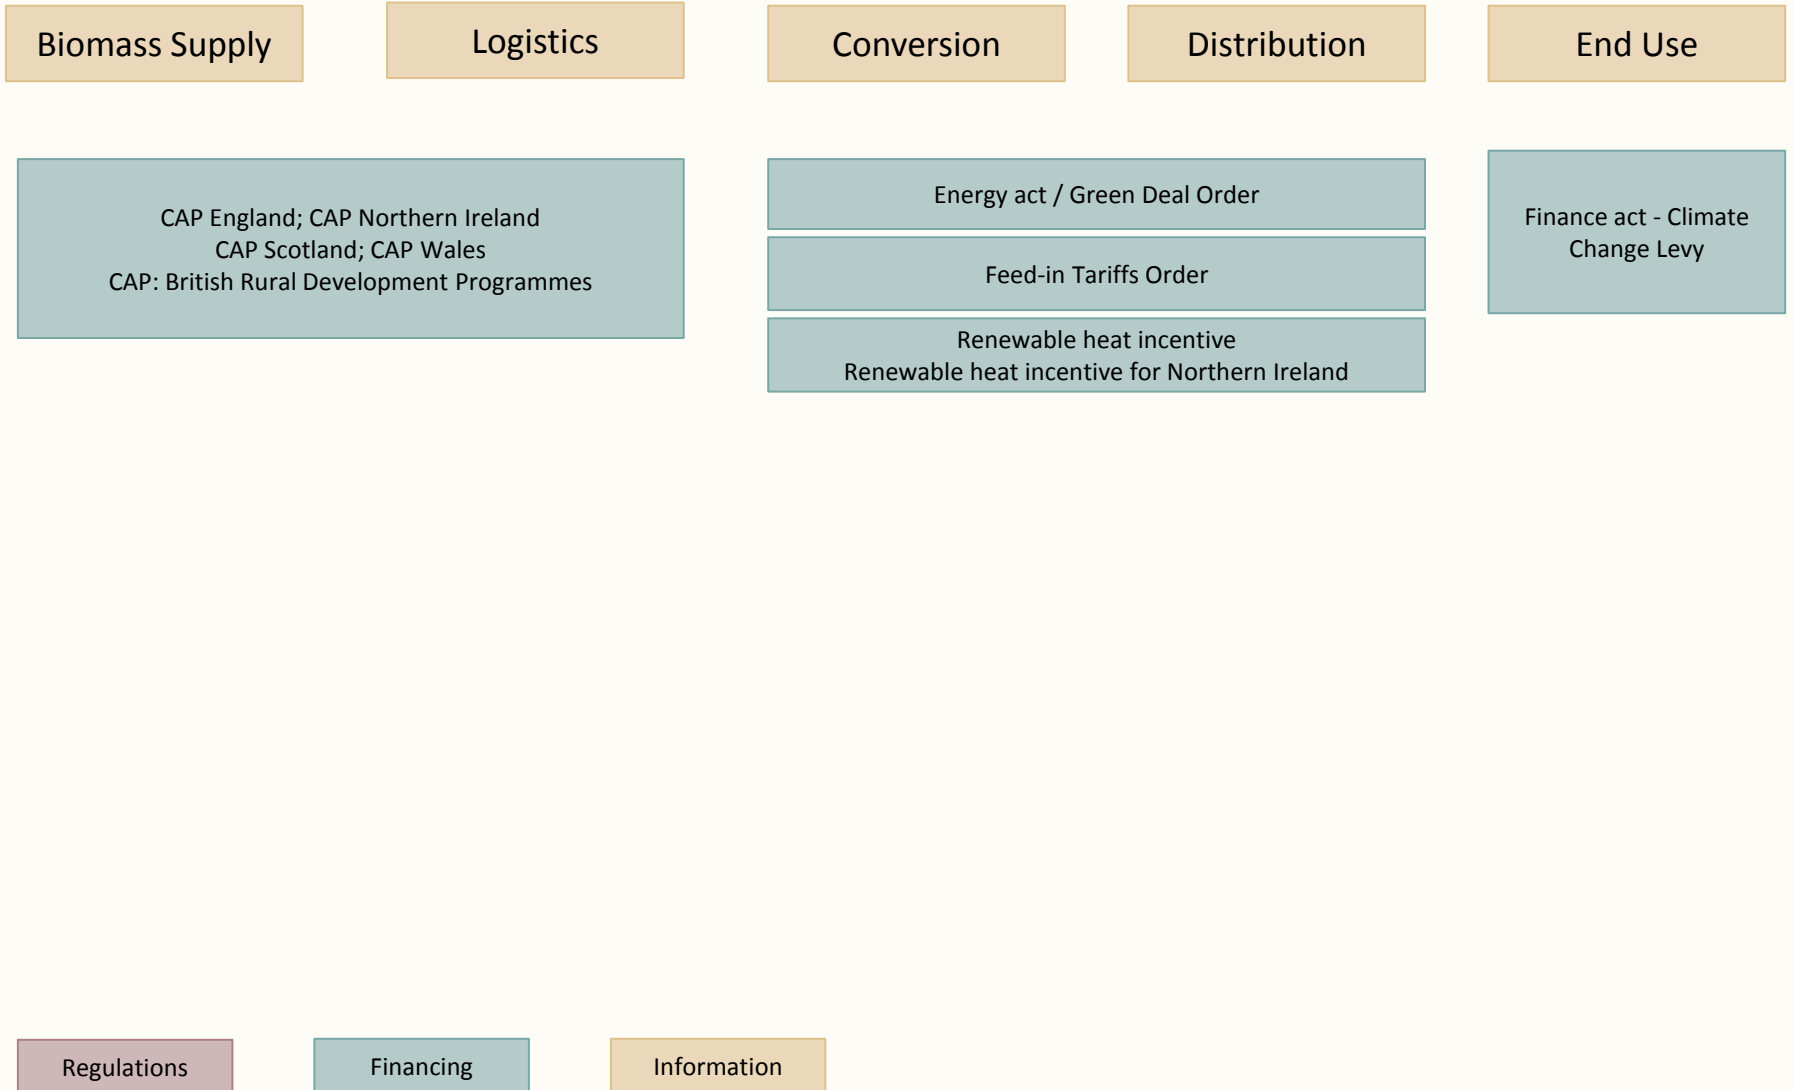 Biomass Supply
Logistics
Conversion
Distribution
End Use
CAP England; CAP Northern Ireland
CAP Scotland; CAP Wales
CAP: British Rural Development Programmes
Energy act / Green Deal Order
Feed-in Tariffs Order
Renewable heat incentive
Renewable heat incentive for Northern Ireland
Finance act - Climate
Change Levy
Regulations
Financing
Information